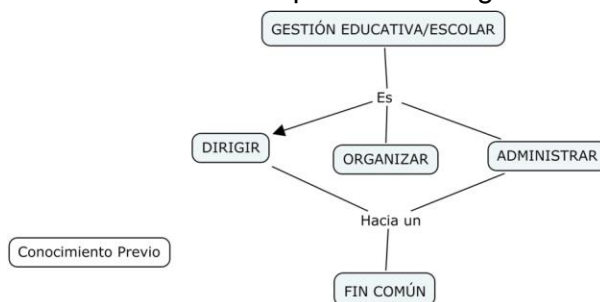 GESTIÓN EDUCATIVA/ESCOLAR
Es
DIRIGIR
ORGANIZAR
ADMINISTRAR
Hacia un
Conocimiento Previo
FIN COMÚN